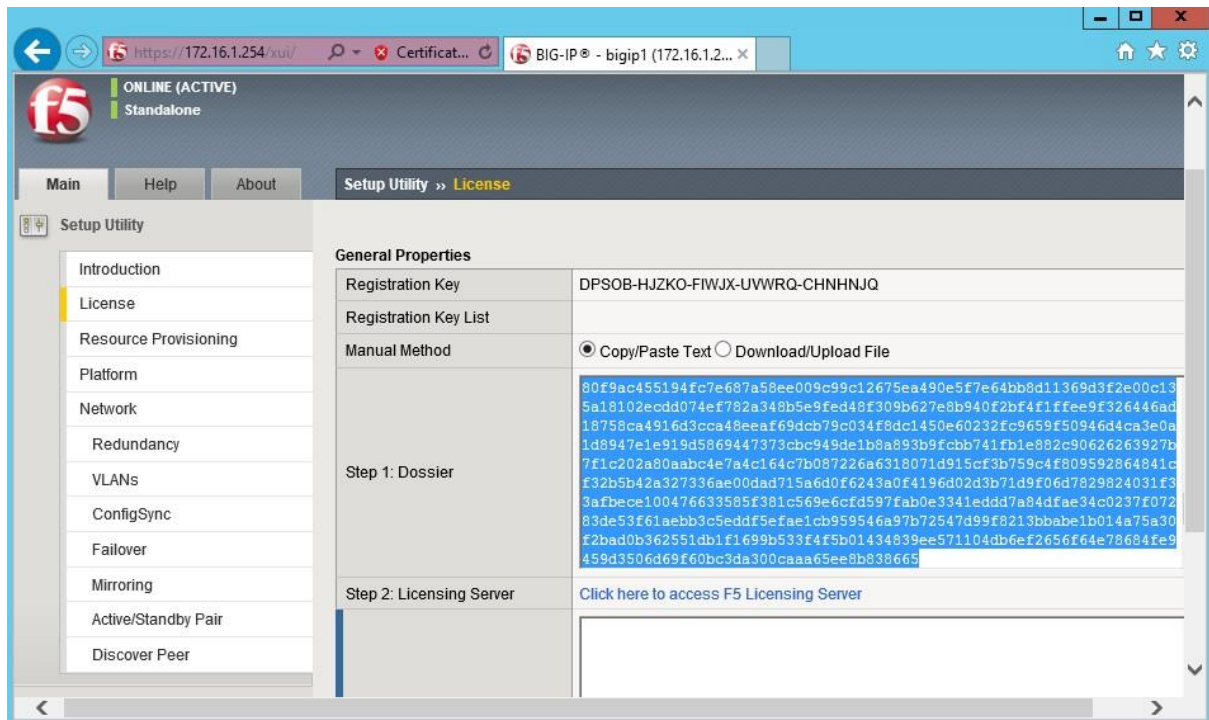 https://172.16.1.254/xui/
Certificat...
BIG-IP® - bigip1 (172.16.1.2...
f5
ONLINE (ACTIVE)
Standalone
Main
Help
About
Setup Utility » License
Setup Utility
Introduction
License
Resource Provisioning
Platform
Network
Redundancy
VLANs
ConfigSync
Failover
Mirroring
Active/Standby Pair
Discover Peer
General Properties
Registration Key
DPSOB-HJZKO-FIWJX-UVWRQ-CHNHNJQ
Registration Key List
Manual Method
Copy/Paste Text
Download/Upload File
Step 1: Dossier
80f9ac455194fc7e687a58ee009c99c12675ea490e5f7e64bb8d11369d3f2e00c13
5a18102ecdd074ef782a348b5e9fed48f309b627e8b940f2bf4f1ffee9f326446ad
18758ca4916d3cca48eeaf69dcb79c034f8dc1450e60232fc9659f50946d4ca3e0a
1d8947e1e919d5869447373cbc949de1b8a893b9fcbb741fb1e882c90626263927b
7f1c202a80aabc4e7a4c164c7b087226a6318071d915cf3b759c4f809592864841c
f32b5b42a327336ae00dad715a6d0f6243a0f4196d02d3b71d9f06d7829824031f3
3afbece100476633585f381c569e6cfd597fab0e3341eddd7a84dfae34c0237f072
83de53f61aebb3c5eddf5efae1cb959546a97b72547d99f8213bbabe1b014a75a30
f2bad0b362551db1f1699b533f4f5b01434839ee571104db6ef2656f64e78684fe9
459d3506d69f60bc3da300caaa65ee8b838665
Step 2: Licensing Server
Click here to access F5 Licensing Server